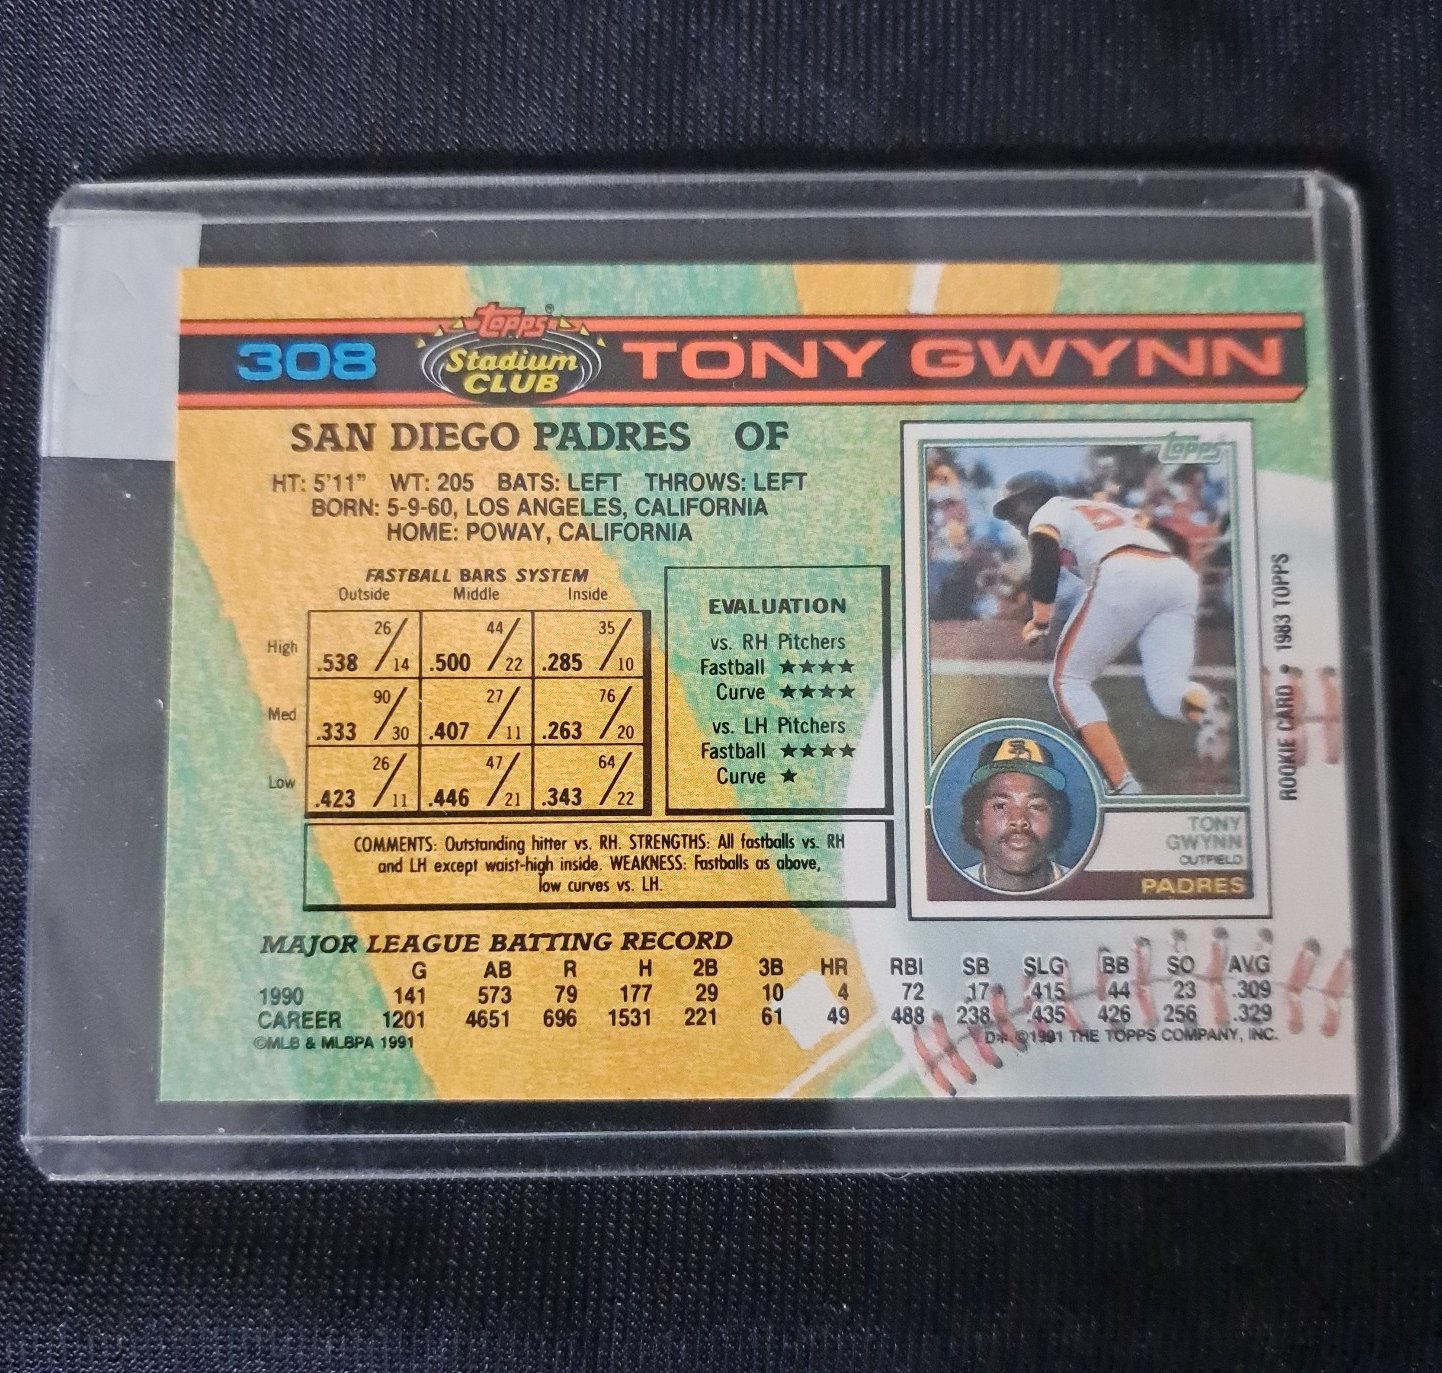 308 Topps® Stadium CLUB TONY GWYNN
SAN DIEGO PADRES OF
HT: 5'11" WT: 205 BATS: LEFT THROWS: LEFT
BORN: 5-9-60, LOS ANGELES, CALIFORNIA
HOME: POWAY, CALIFORNIA
FASTBALL BARS SYSTEM
Outside Middle Inside
High .538 26/14 .500 44/22 .285 35/10
Med .333 90/30 .407 27/11 .263 76/20
Low .423 26/11 .446 47/21 .343 64/22
EVALUATION
vs. RH Pitchers
Fastball ★★★★
Curve ★★★★
vs. LH Pitchers
Fastball ★★★★
Curve ★
COMMENTS: Outstanding hitter vs. RH. STRENGTHS: All fastballs vs. RH
and LH except waist-high inside. WEAKNESS: Fastballs as above,
low curves vs. LH.
Topps
TONY
GWYNN
OUTFIELD
PADRES
ROOKIE CARD • 1983 TOPPS
MAJOR LEAGUE BATTING RECORD
G AB R H 2B 3B HR RBI SB SLG BB SO AVG
1990 141 573 79 177 29 10 4 72 17 .415 44 23 .309
CAREER 1201 4651 696 1531 221 61 49 488 238 .435 426 256 .329
©MLB & MLBPA 1991 D* ©1991 THE TOPPS COMPANY, INC.